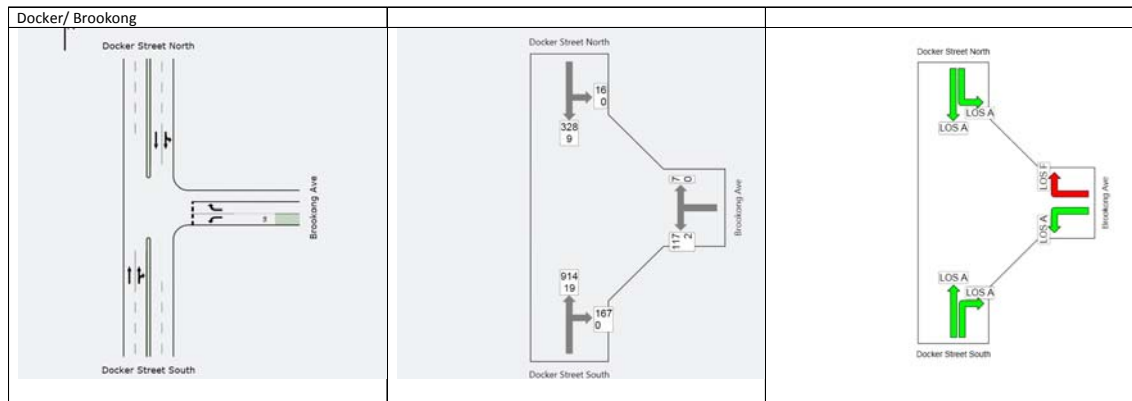 Docker/ Brookong
Docker Street North
Brookong Ave
9
Docker Street South
Docker Street North
16
0
328
9
7
0
117
2
Brookong Ave
914
19
167
0
Docker Street South
Docker Street North
LOS A
LOS A
LOS F
LOS A
Brookong Ave
LOS A
LOS A
Docker Street South